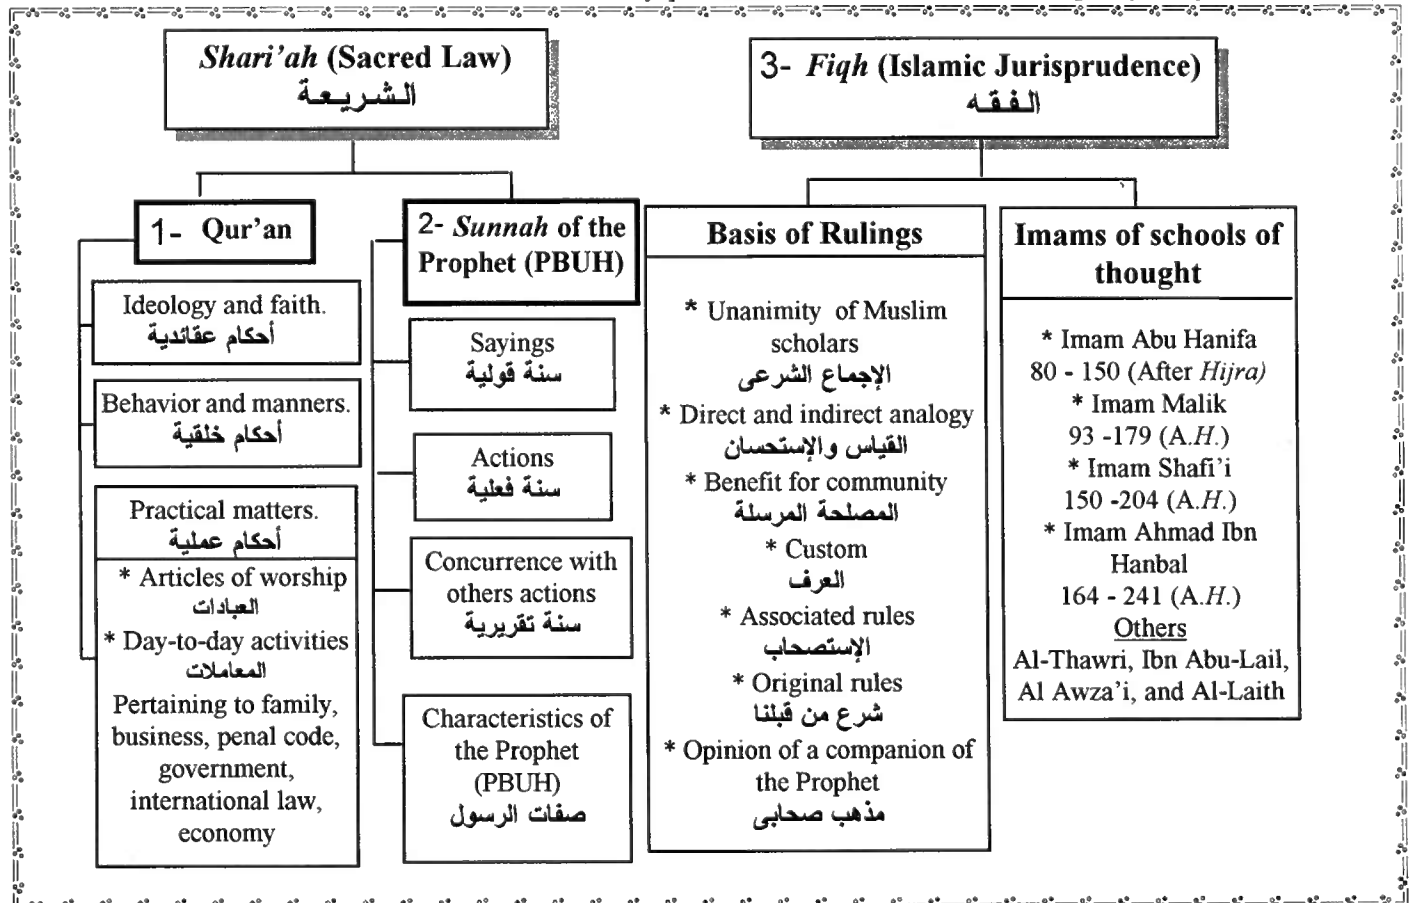 Shari'ah (Sacred Law)
الشريعة
1- Qur'an
Ideology and faith.
أحكام عقائدية
Behavior and manners.
أحكام خلقية
Practical matters.
أحكام عملية
* Articles of worship
العبادات
* Day-to-day activities
المعاملات
Pertaining to family,
business, penal code,
government,
international law,
economy
2- Sunnah of the
Prophet (PBUH)
Sayings
سنة قولية
Actions
سنة فعلية
Concurrence with
others actions
سنة تقريرية
Characteristics of
the Prophet
(PBUH)
صفات الرسول
3- Fiqh (Islamic Jurisprudence)
الفقه
Basis of Rulings
* Unanimity of Muslim
scholars
الإجماع الشرعى
* Direct and indirect analogy
القياس والإستحسان
* Benefit for community
المصلحة المرسلة
* Custom
العرف
* Associated rules
الإستصحاب
* Original rules
شرع من قبلنا
* Opinion of a companion of
the Prophet
مذهب صحابى
Imams of schools of
thought
* Imam Abu Hanifa
80 - 150 (After Hijra)
* Imam Malik
93 -179 (A.H.)
* Imam Shafi'i
150 -204 (A.H.)
* Imam Ahmad Ibn
Hanbal
164 - 241 (A.H.)
Others
Al-Thawri, Ibn Abu-Lail,
Al Awza'i, and Al-Laith